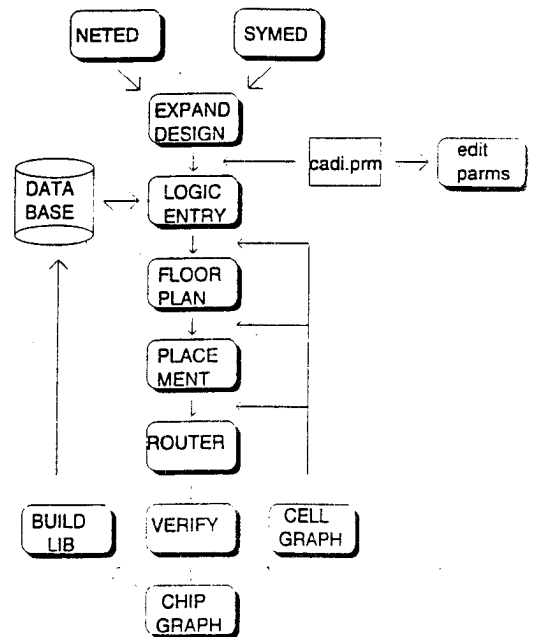 NETED
SYMED
EXPAND
DESIGN
cadi.prm
edit
parms
DATA
BASE
LOGIC
ENTRY
FLOOR
PLAN
PLACE
MENT
ROUTER
BUILD
LIB
VERIFY
CELL
GRAPH
CHIP
GRAPH